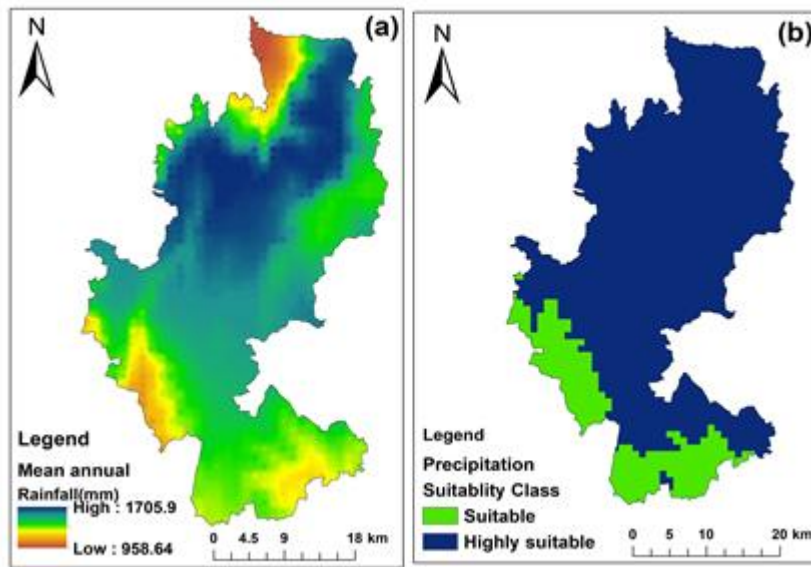 N
(a)
Legend
Mean annual
Rainfall(mm)
High : 1705.9
Low : 958.64
0 4.5 9 18 km
N
(b)
Legend
Precipitation
Suitablity Class
Suitable
Highly suitable
0 5 10 20 km